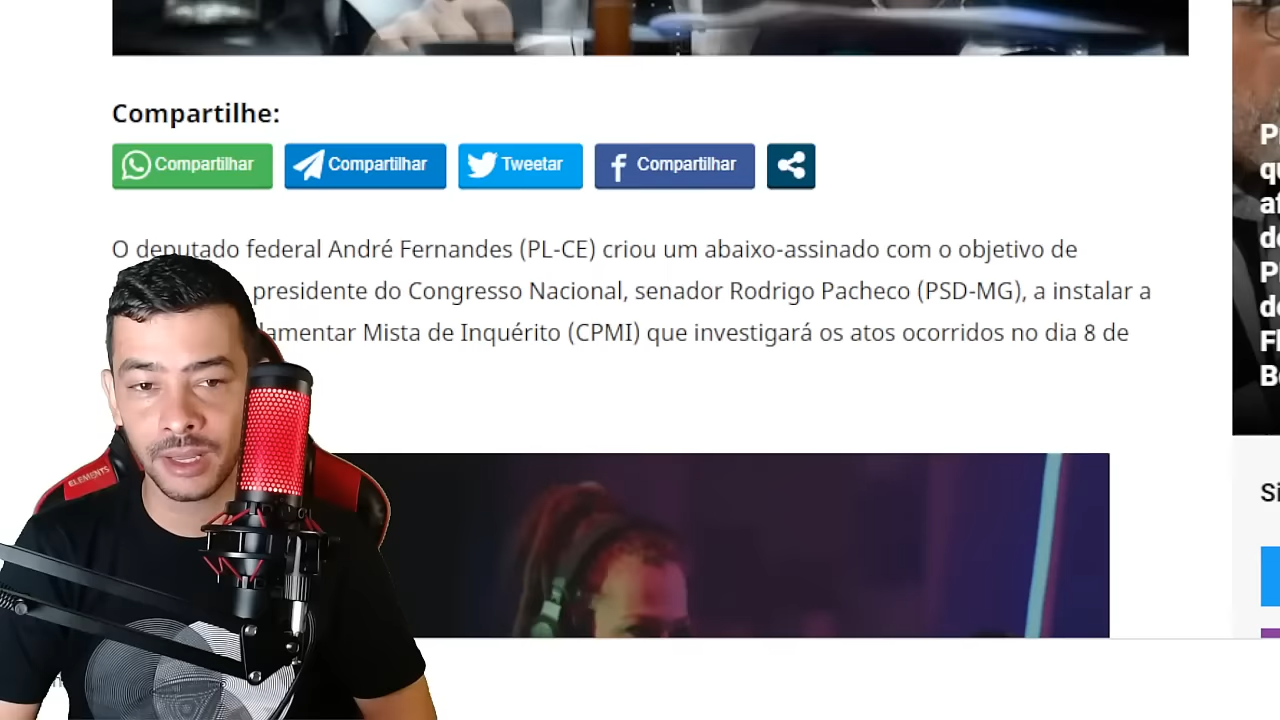 Compartilhe:
Compartilhar
Compartilhar
Tweetar
Compartilhar
O deputado federal André Fernandes (PL-CE) criou um abaixo-assinado com o objetivo de
presidente do Congresso Nacional, senador Rodrigo Pacheco (PSD-MG), a instalar a
lamentar Mista de Inquérito (CPMI) que investigará os atos ocorridos no dia 8 de
ELEMENTS